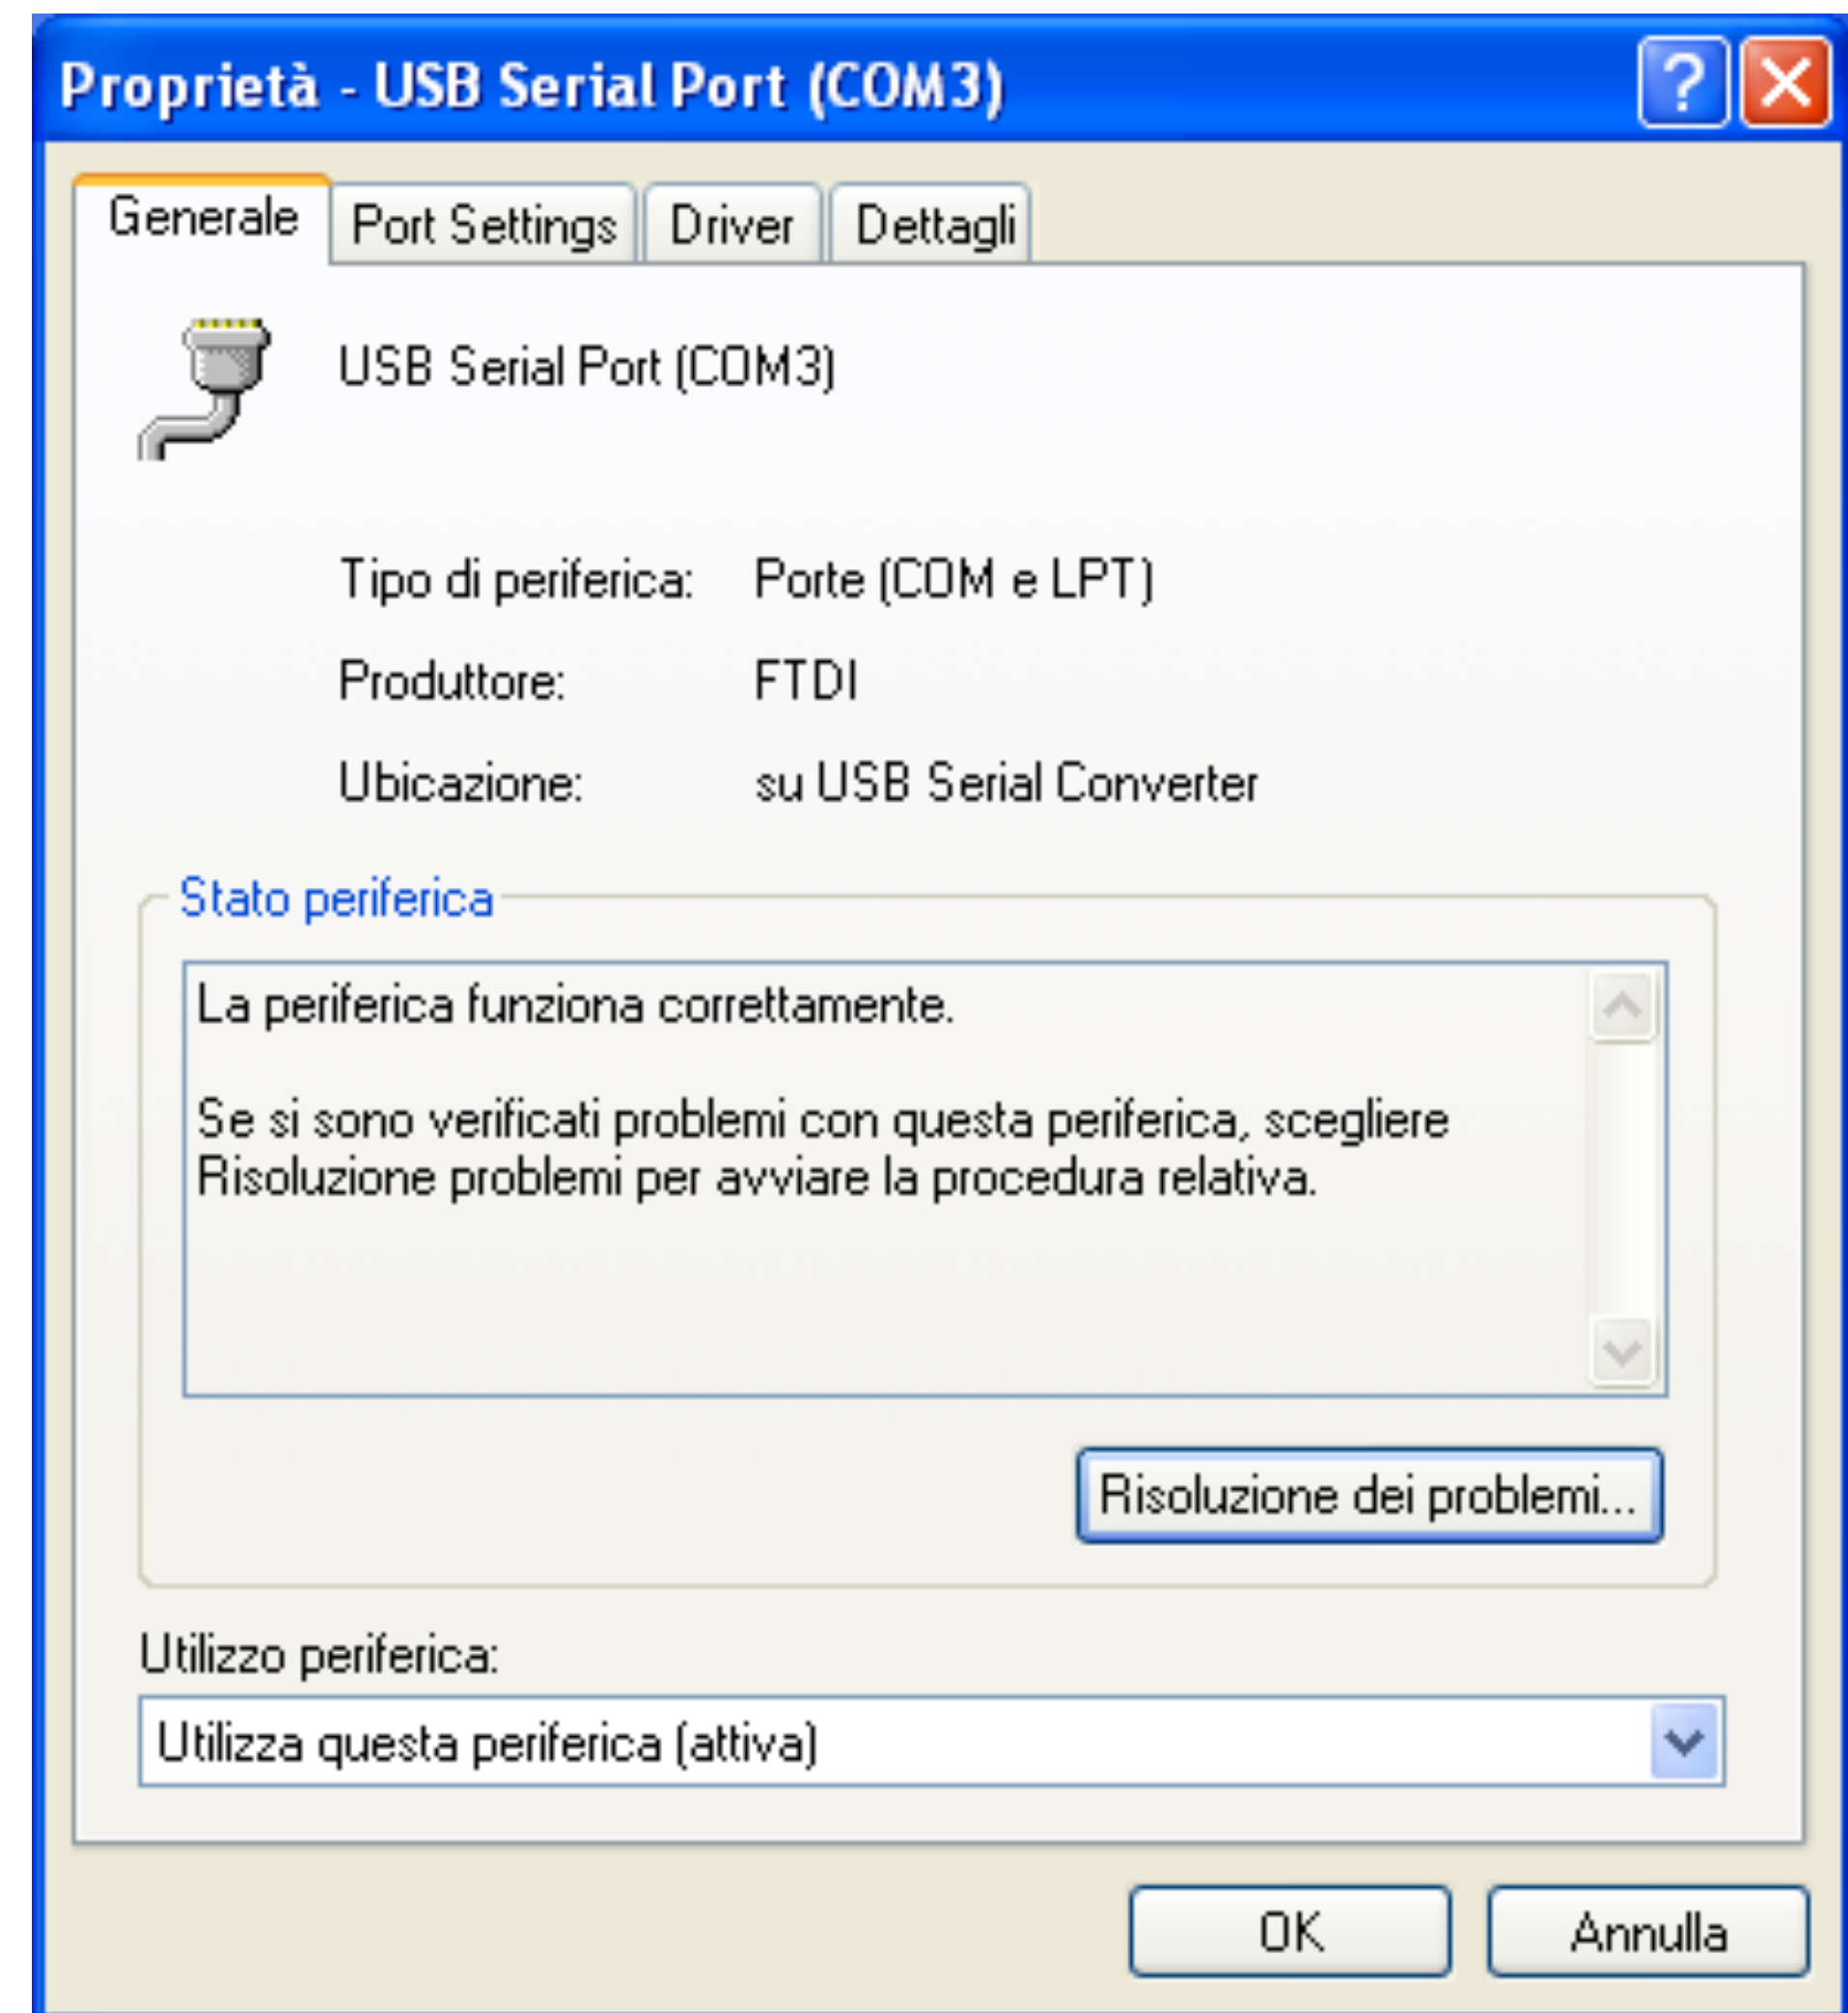 Proprietà - USB Serial Port (COM3)
Generale Port Settings Driver Dettagli
USB Serial Port (COM3)
Tipo di periferica: Porte (COM e LPT)
Produttore: FTDI
Ubicazione: su USB Serial Converter
Stato periferica
La periferica funziona correttamente.
Se si sono verificati problemi con questa periferica, scegliere
Risoluzione problemi per avviare la procedura relativa.
Risoluzione dei problemi...
Utilizzo periferica:
Utilizza questa periferica (attiva)
OK Annulla